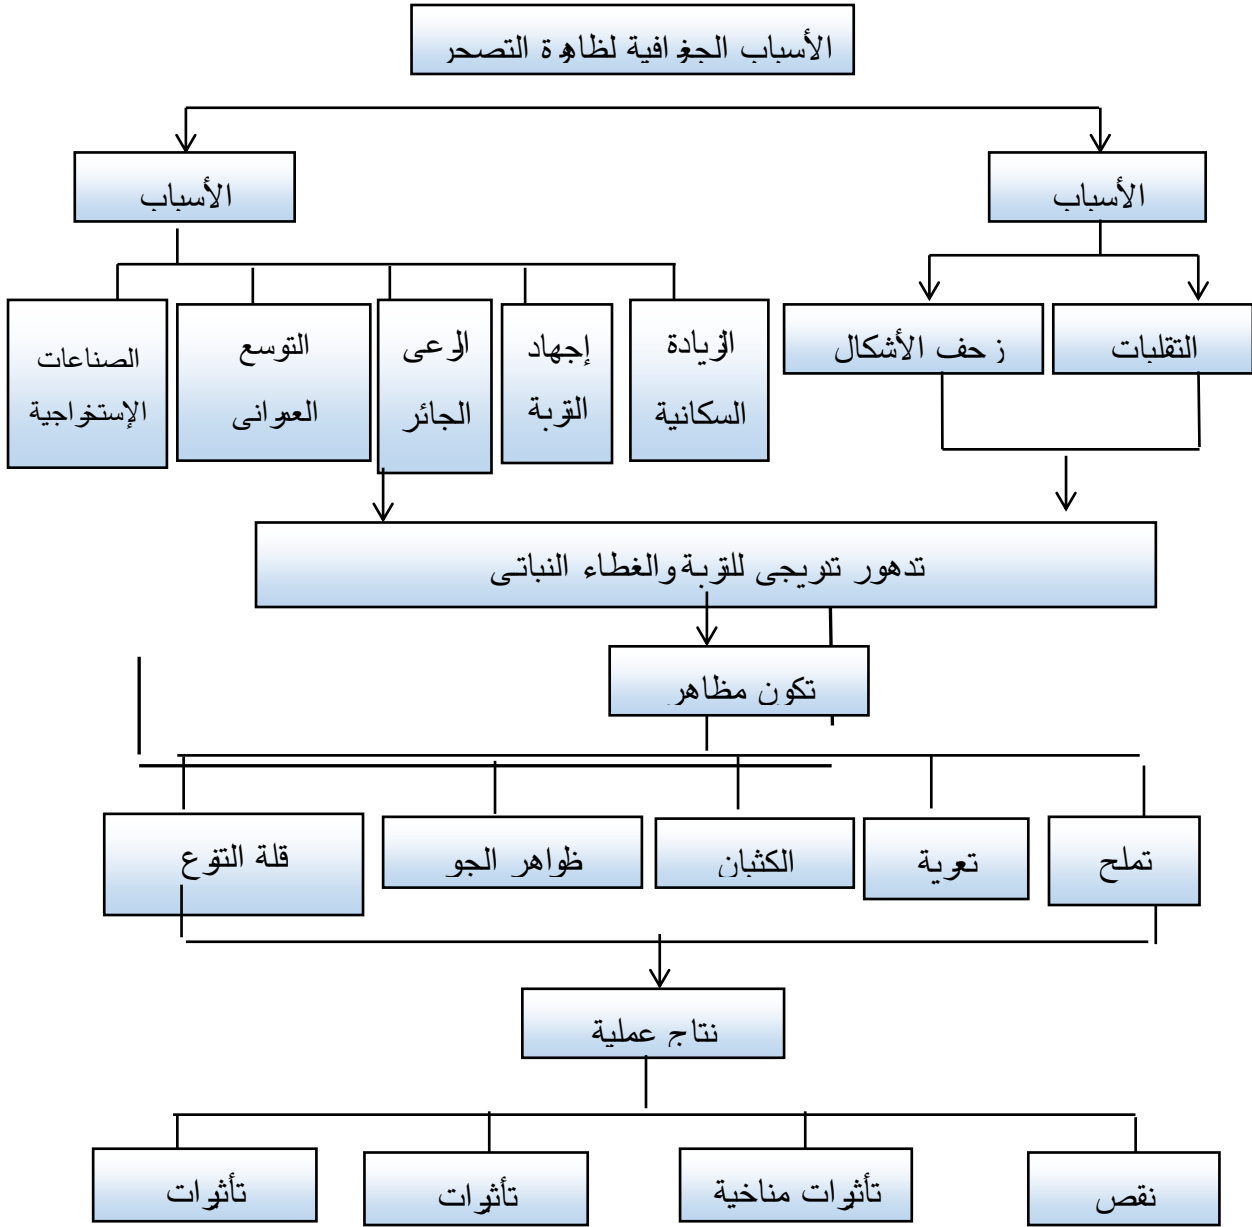 الأسباب الجغرافية لظاهرة التصحر
الأسباب
الأسباب
التقلبات
زحف الأشكال
الزيادة
السكانية
إجهاد
التربة
الرعى
الجائر
التوسع
العمرانى
الصناعات
الإستخراجية
تدهور تدريجى للتربة والغطاء النباتى
تكون مظاهر
تملح
تعرية
الكثبان
ظواهر الجو
قلة التنوع
نتاج عملية
نقص
تأثيرات مناخية
تأثيرات
تأثيرات